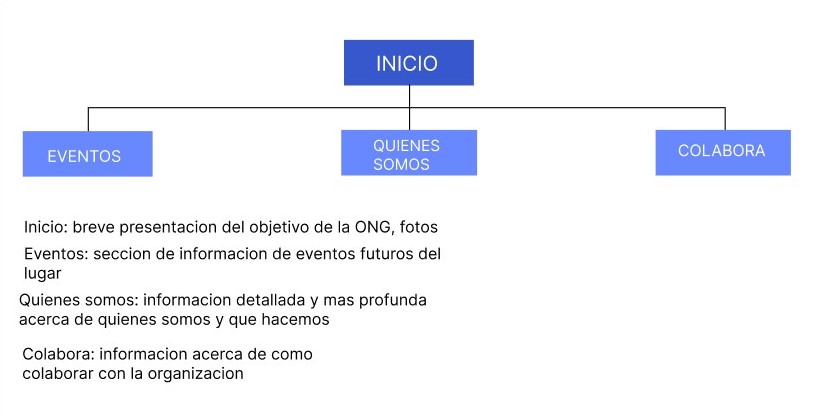 INICIO
EVENTOS
QUIENES
SOMOS
COLABORA
Inicio: breve presentacion del objetivo de la ONG, fotos
Eventos: seccion de informacion de eventos futuros del
lugar
Quienes somos: informacion detallada y mas profunda
acerca de quienes somos y que hacemos
Colabora: informacion acerca de como
colaborar con la organizacion